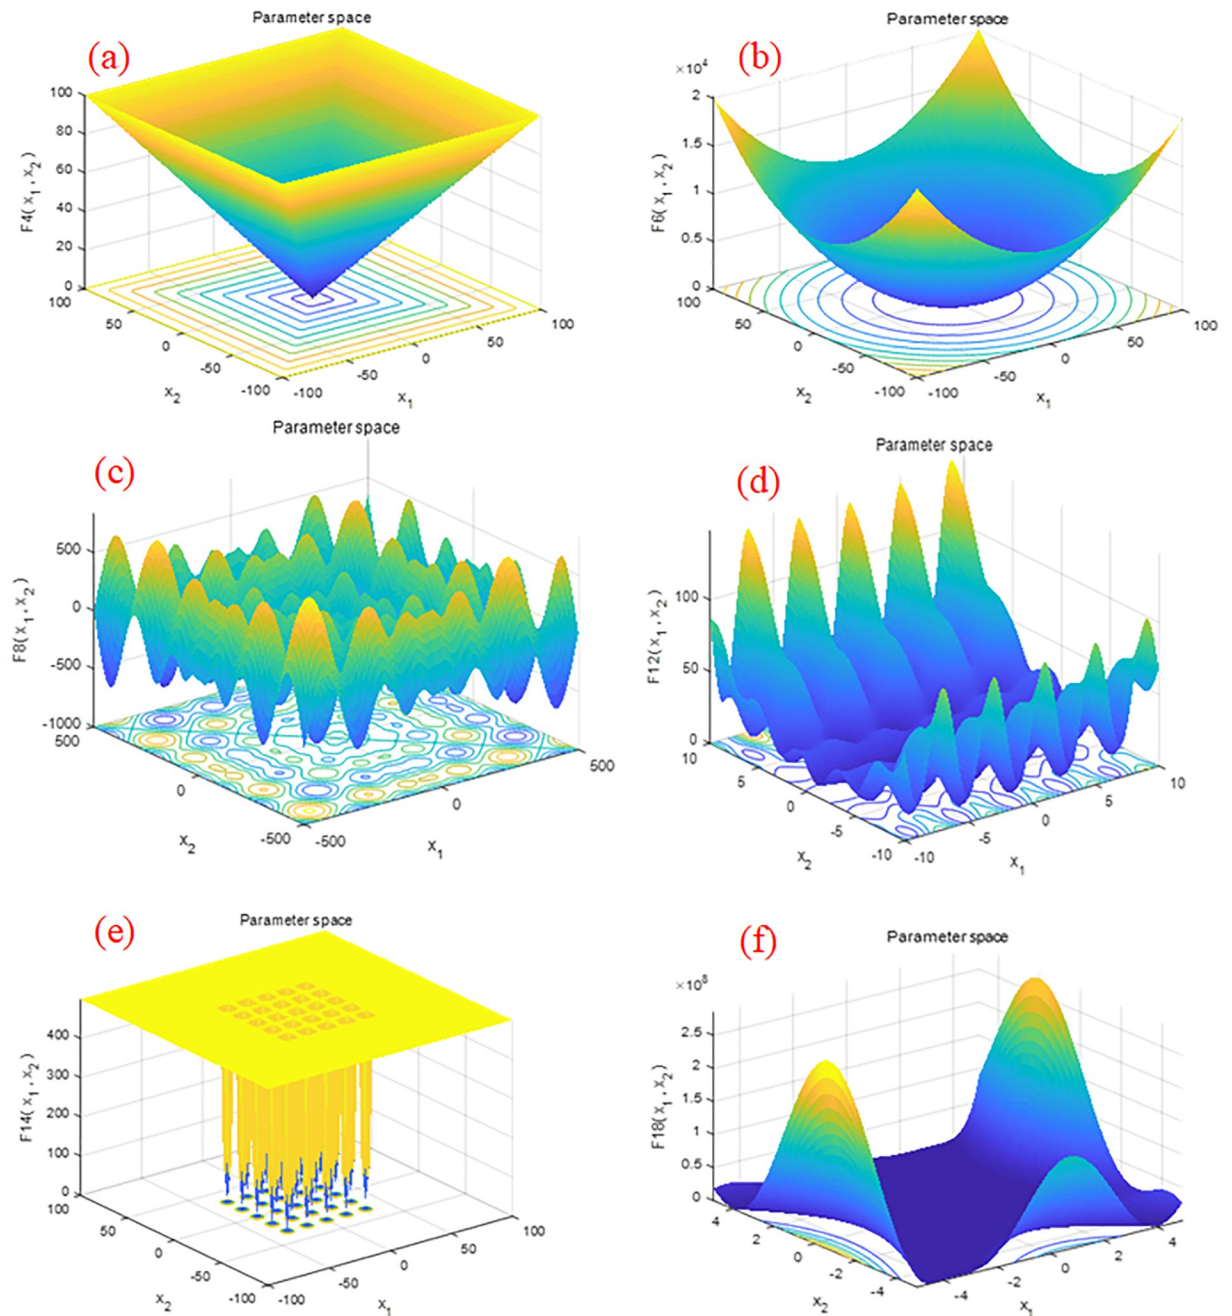 Parameter space
(a)
F4( x1 , x2 )
100
80
60
40
20
0
100
50
0
-50
-100
x2
-100
-50
0
50
100
x1
Parameter space
(b)
×10^4
F6( x1 , x2 )
2
1.5
1
0.5
0
100
50
0
-50
-100
x2
-100
-50
0
50
100
x1
Parameter space
(c)
F8( x1 , x2 )
500
0
-500
-1000
500
0
-500
x2
-500
0
500
x1
Parameter space
(d)
F12( x1 , x2 )
100
50
0
10
5
0
-5
-10
x2
-10
-5
0
5
10
x1
Parameter space
(e)
F14( x1 , x2 )
400
300
200
100
0
100
50
0
-50
-100
x2
-100
-50
0
50
100
x1
Parameter space
(f)
×10^8
F18( x1 , x2 )
2.5
2
1.5
1
0.5
0
4
2
0
-2
-4
x2
-4
-2
0
2
4
x1